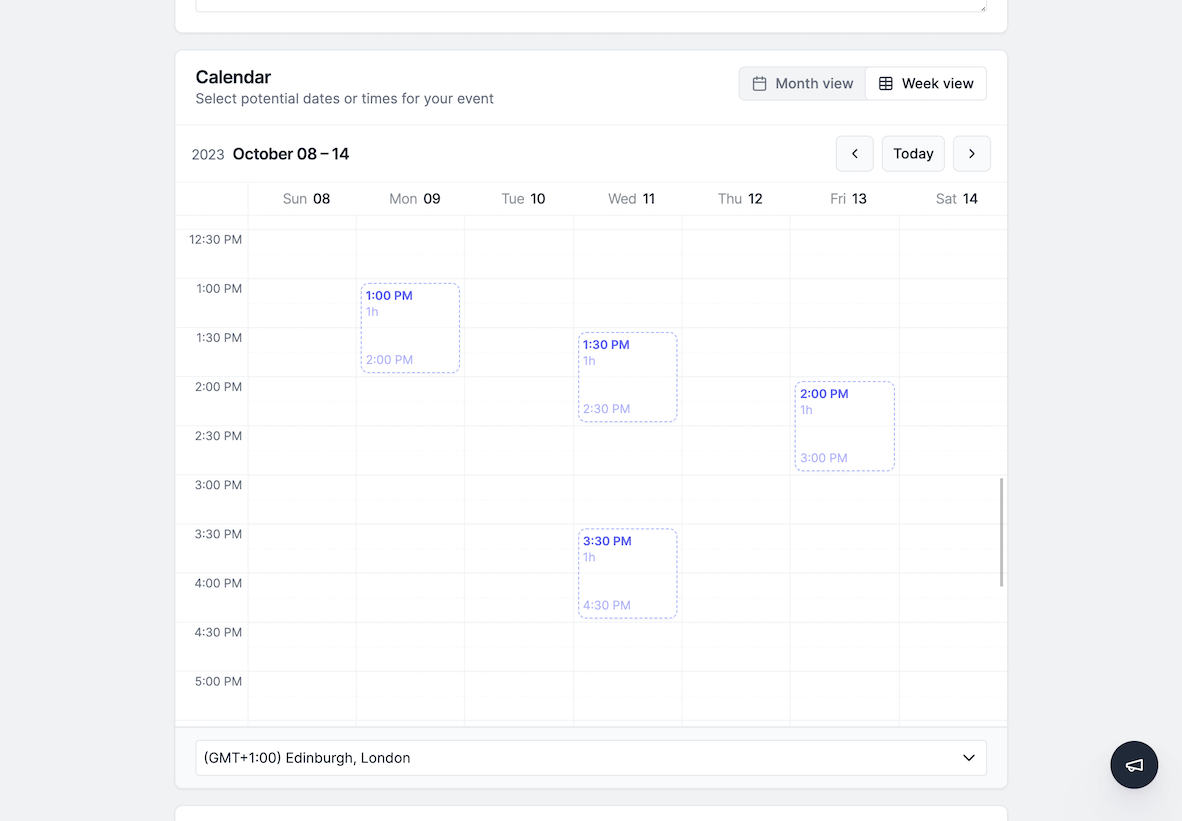 Calendar
Select potential dates or times for your event
Month view
Week view
2023 October 08 – 14
Today
Sun 08 Mon 09 Tue 10 Wed 11 Thu 12 Fri 13 Sat 14
12:30 PM
1:00 PM
1:30 PM
2:00 PM
2:30 PM
3:00 PM
3:30 PM
4:00 PM
4:30 PM
5:00 PM
1:00 PM
1h
2:00 PM
1:30 PM
1h
2:30 PM
3:30 PM
1h
4:30 PM
2:00 PM
1h
3:00 PM
(GMT+1:00) Edinburgh, London